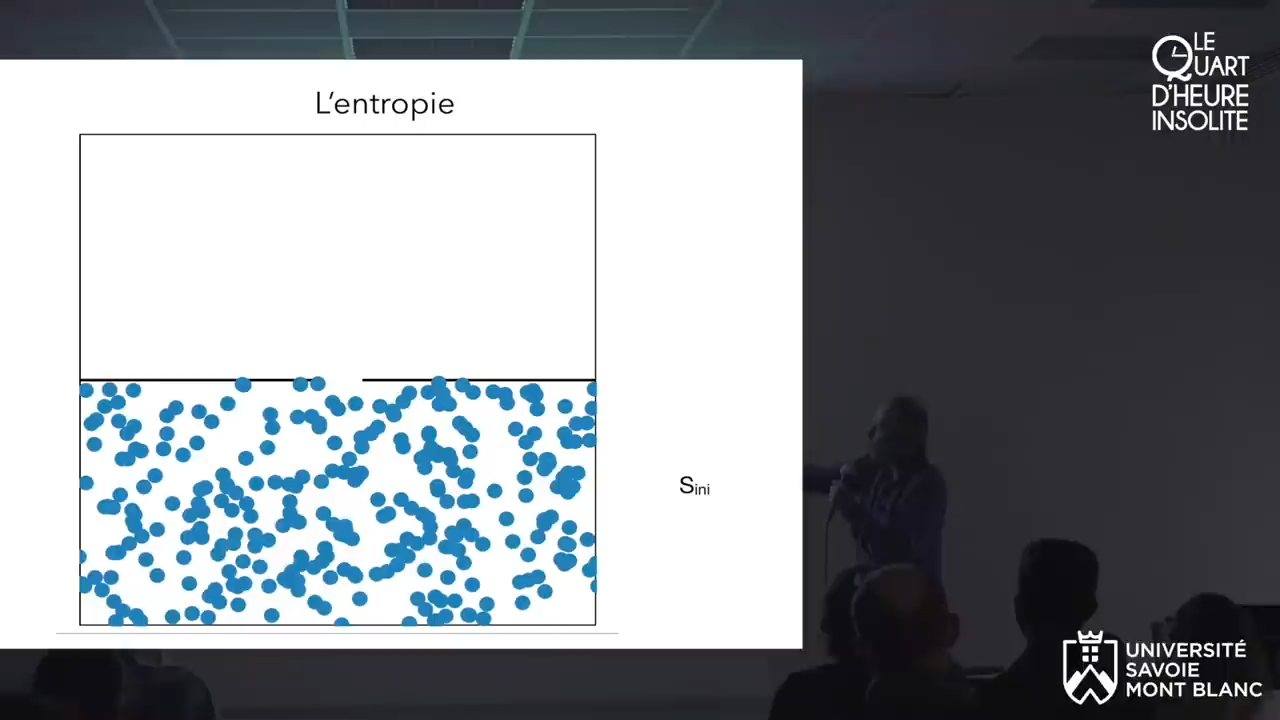 L'entropie
Sini
LE
QUART
D'HEURE
INSOLITE
UNIVERSITÉ
SAVOIE
MONT BLANC